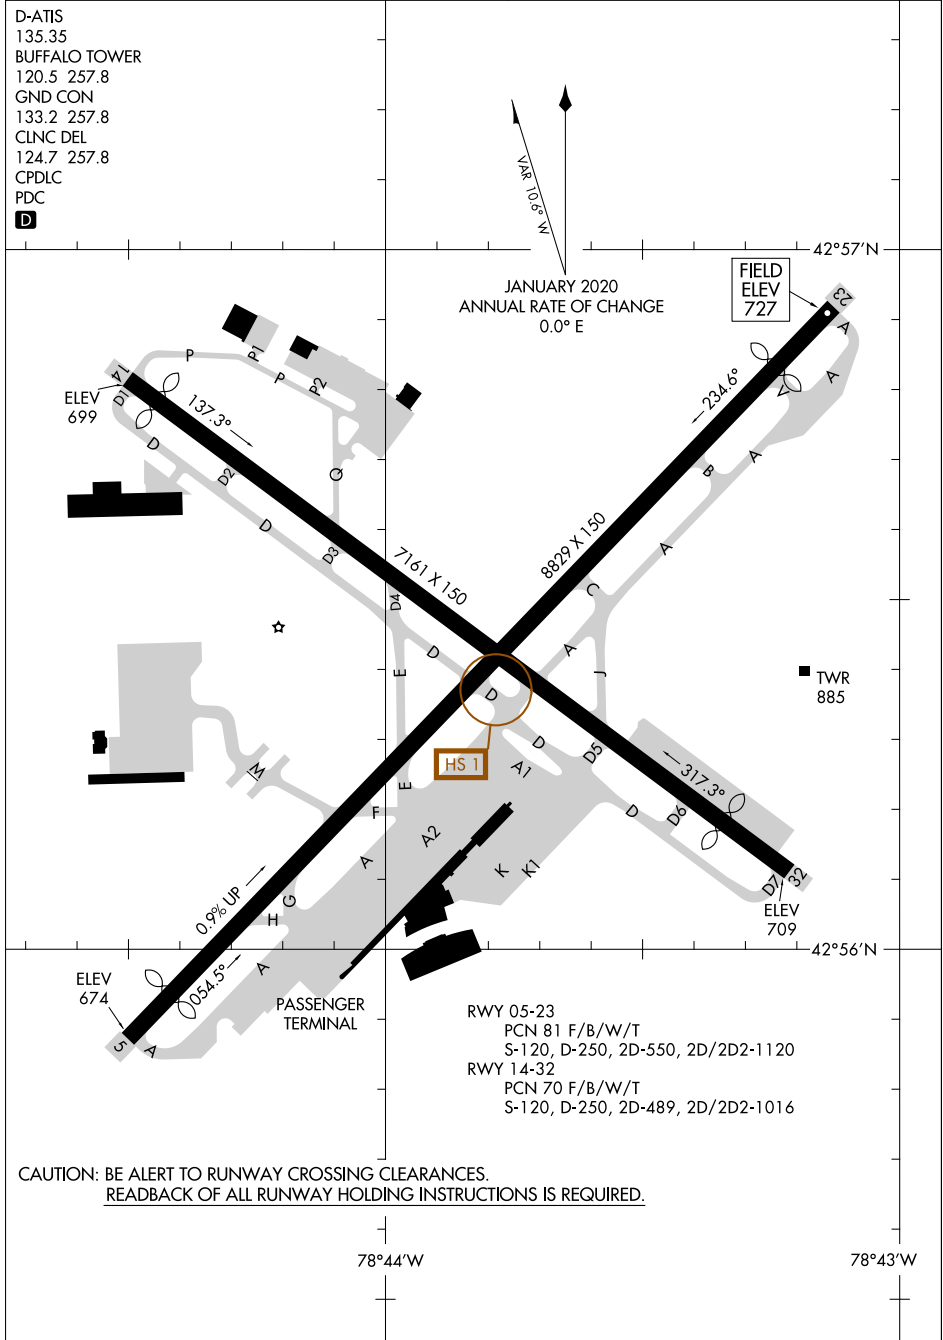 D-ATIS
135.35
BUFFALO TOWER
120.5 257.8
GND CON
133.2 257.8
CLNC DEL
124.7 257.8
CPDLC
PDC
D
VAR 10.6° W
JANUARY 2020
ANNUAL RATE OF CHANGE
0.0° E
42°57'N
FIELD
ELEV
727
23
A
A
V
234.6°
P
P1
P
P2
14
D1
ELEV
699
137.3°
D
D2
Q
B
A
D
D3
7161 X 150
8829 X 150
A
D4
C
D
E
A
J
D
TWR
885
D
D5
HS 1
A1
317.3°
M
E
F
A2
D
D6
A
K
K1
D7
32
ELEV
709
0.9% UP
G
H
42°56'N
A
054.5°
ELEV
674
5
A
PASSENGER
TERMINAL
RWY 05-23
PCN 81 F/B/W/T
S-120, D-250, 2D-550, 2D/2D2-1120
RWY 14-32
PCN 70 F/B/W/T
S-120, D-250, 2D-489, 2D/2D2-1016
CAUTION: BE ALERT TO RUNWAY CROSSING CLEARANCES.
READBACK OF ALL RUNWAY HOLDING INSTRUCTIONS IS REQUIRED.
78°44'W
78°43'W